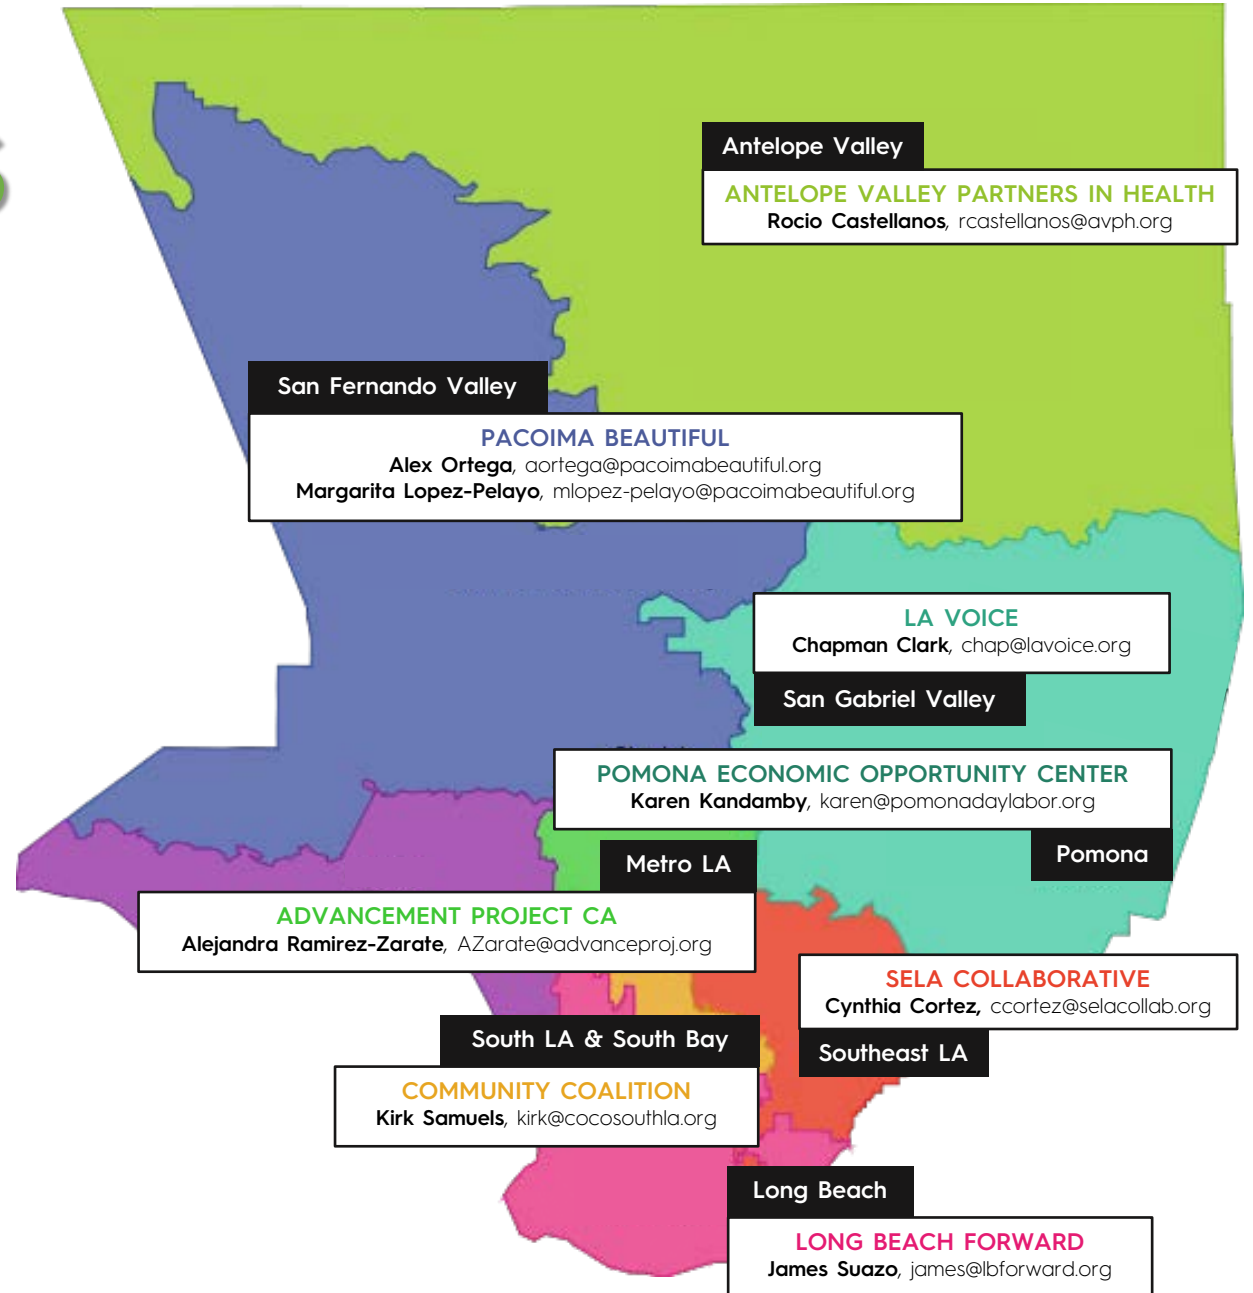 Antelope Valley
ANTELOPE VALLEY PARTNERS IN HEALTH
Rocio Castellanos, rcastellanos@avph.org
San Fernando Valley
PACOIMA BEAUTIFUL
Alex Ortega, aortega@pacoimabeautiful.org
Margarita Lopez-Pelayo, mlopez-pelayo@pacoimabeautiful.org
LA VOICE
Chapman Clark, chap@lavoice.org
San Gabriel Valley
POMONA ECONOMIC OPPORTUNITY CENTER
Karen Kandamby, karen@pomonadaylabor.org
Pomona
Metro LA
ADVANCEMENT PROJECT CA
Alejandra Ramirez-Zarate, AZarate@advanceproj.org
SELA COLLABORATIVE
Cynthia Cortez, ccortez@selacollab.org
Southeast LA
South LA & South Bay
COMMUNITY COALITION
Kirk Samuels, kirk@cocosouthla.org
Long Beach
LONG BEACH FORWARD
James Suazo, james@lbforward.org